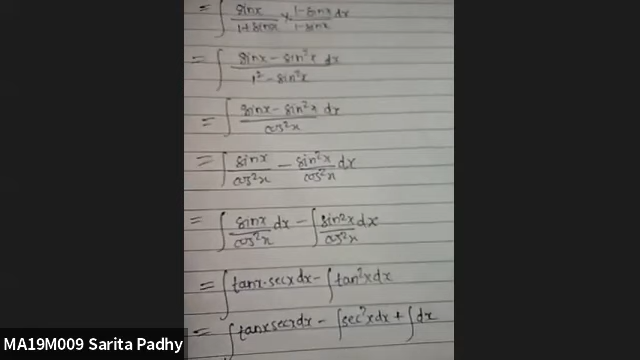 = ∫ sinx/1+sinx × 1-sinx/1-sinx dx
= ∫ sinx - sin²x/1² - sin²x dx
= ∫ sinx - sin²x/cos²x dx
= ∫ sinx/cos²x - sin²x/cos²x dx
= ∫ sinx/cos²x dx - ∫ sin²x/cos²x dx
= ∫ tanx·secx dx - ∫ tan²x dx
= ∫ tanx secx dx - ∫ sec²x dx + ∫ dx
MA19M009 Sarita Padhy